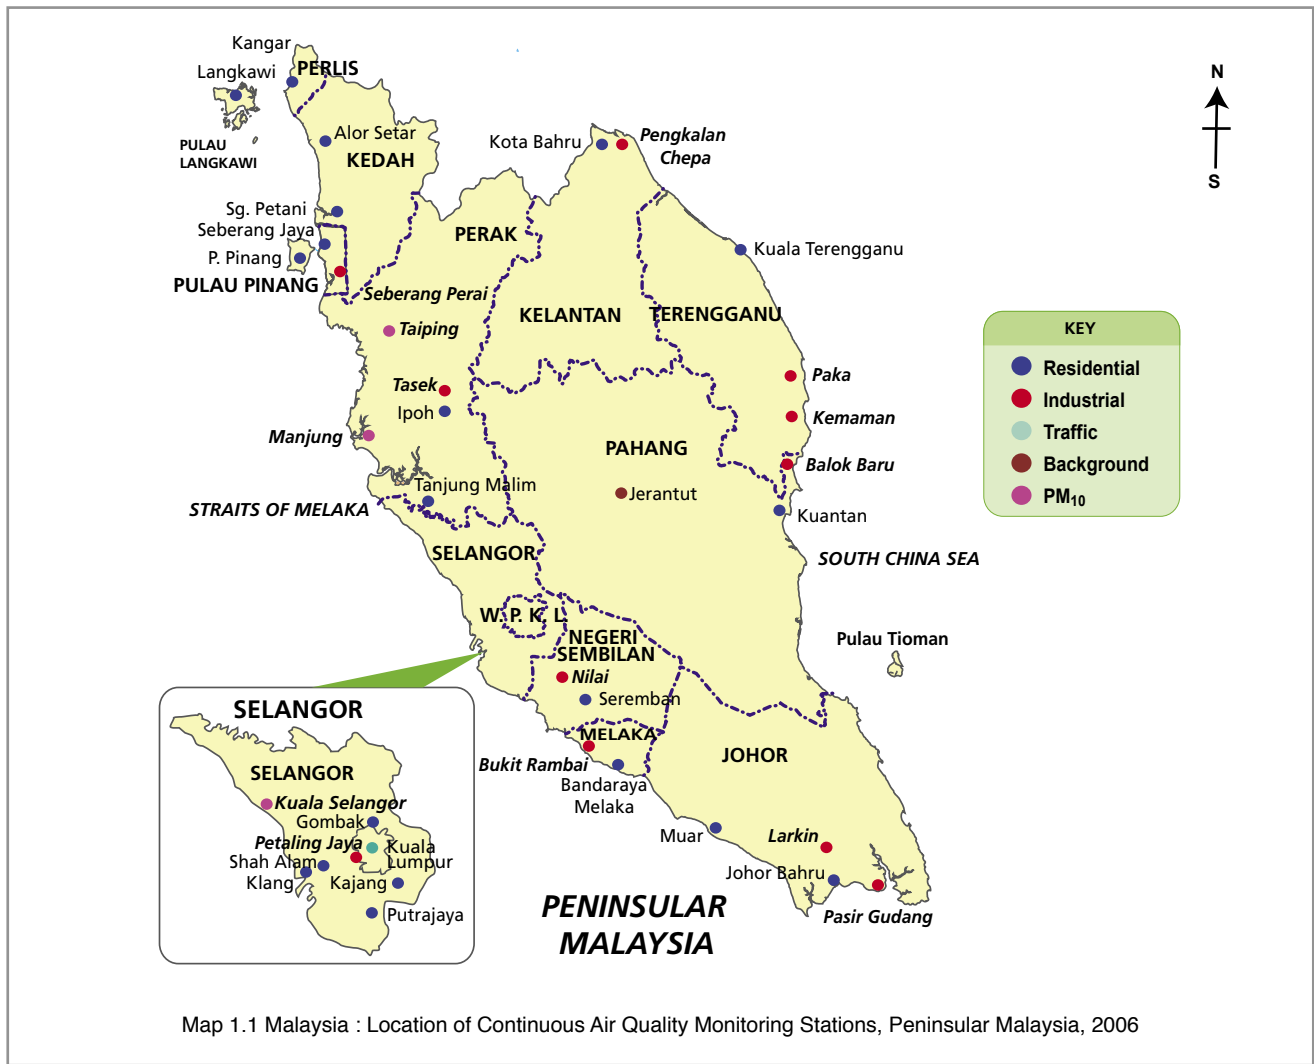 Kangar
PERLIS
Langkawi
PULAU
LANGKAWI
Alor Setar
KEDAH
Kota Bahru
Pengkalan
Chepa
N
S
Sg. Petani
Seberang Jaya
P. Pinang
PULAU PINANG
PERAK
Seberang Perai
Taiping
KELANTAN
TERENGGANU
Kuala Terengganu
KEY
Residential
Industrial
Traffic
Background
PM10
Tasek
Ipoh
Manjung
Paka
Kemaman
Balok Baru
PAHANG
Jerantut
Tanjung Malim
STRAITS OF MELAKA
Kuantan
SELANGOR
SOUTH CHINA SEA
W. P. K. L.
NEGERI
SEMBILAN
Pulau Tioman
Nilai
Seremban
MELAKA
Bukit Rambai
Bandaraya
Melaka
JOHOR
Muar
Larkin
Johor Bahru
Pasir Gudang
SELANGOR
SELANGOR
Kuala Selangor
Gombak
Petaling Jaya
Kuala
Lumpur
Shah Alam
Klang
Kajang
Putrajaya
PENINSULAR
MALAYSIA
Map 1.1 Malaysia : Location of Continuous Air Quality Monitoring Stations, Peninsular Malaysia, 2006